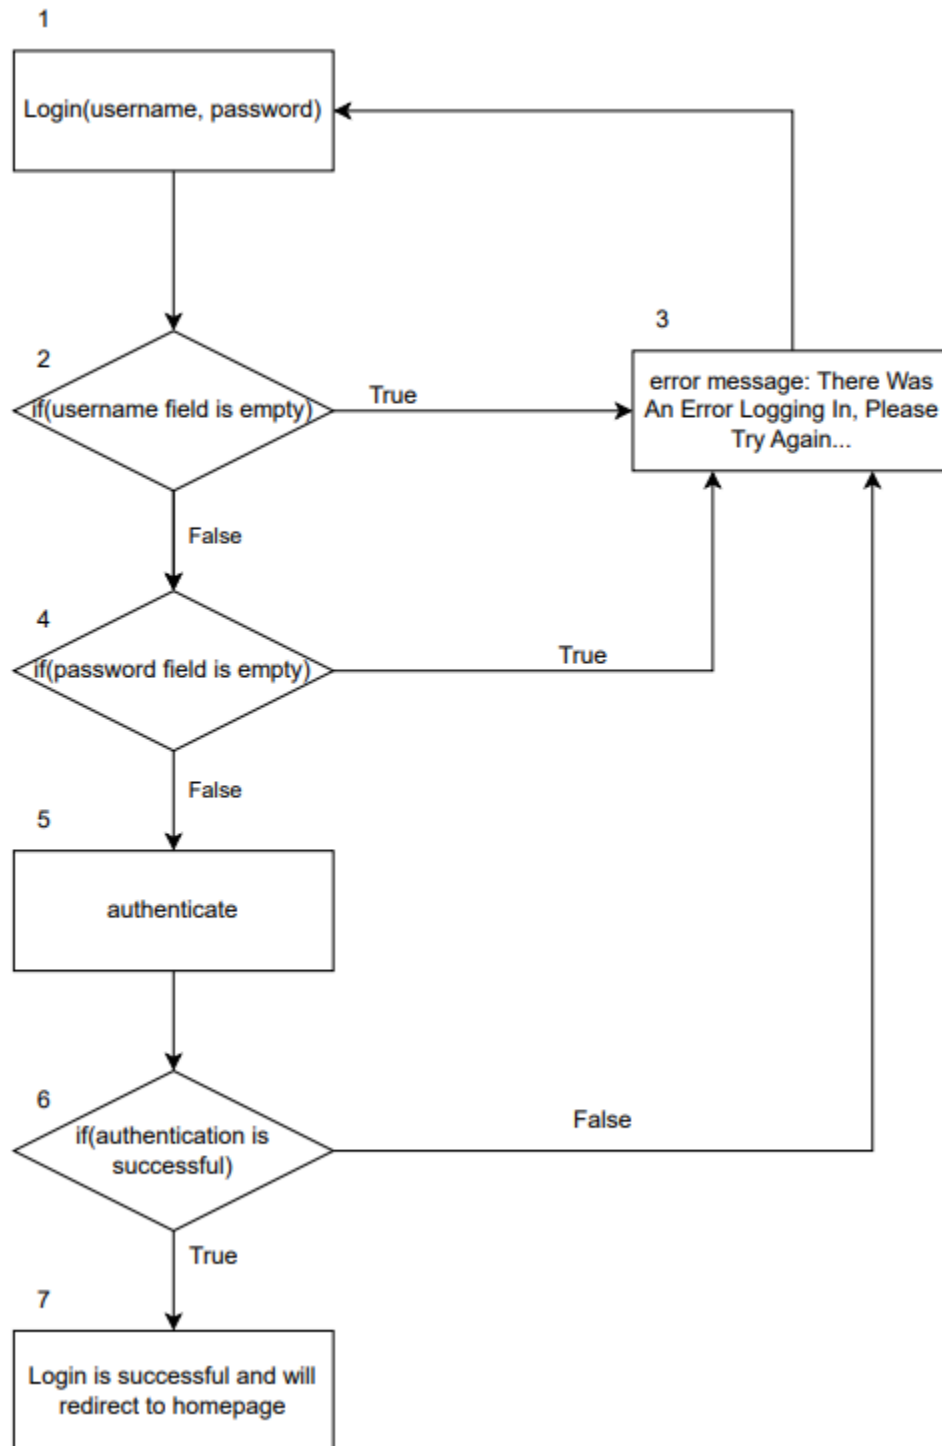 1
Login(username, password)
3
2
error message: There Was
An Error Logging In, Please
Try Again...
if(username field is empty)
True
False
4
if(password field is empty)
True
False
5
authenticate
6
if(authentication is
successful)
False
True
7
Login is successful and will
redirect to homepage